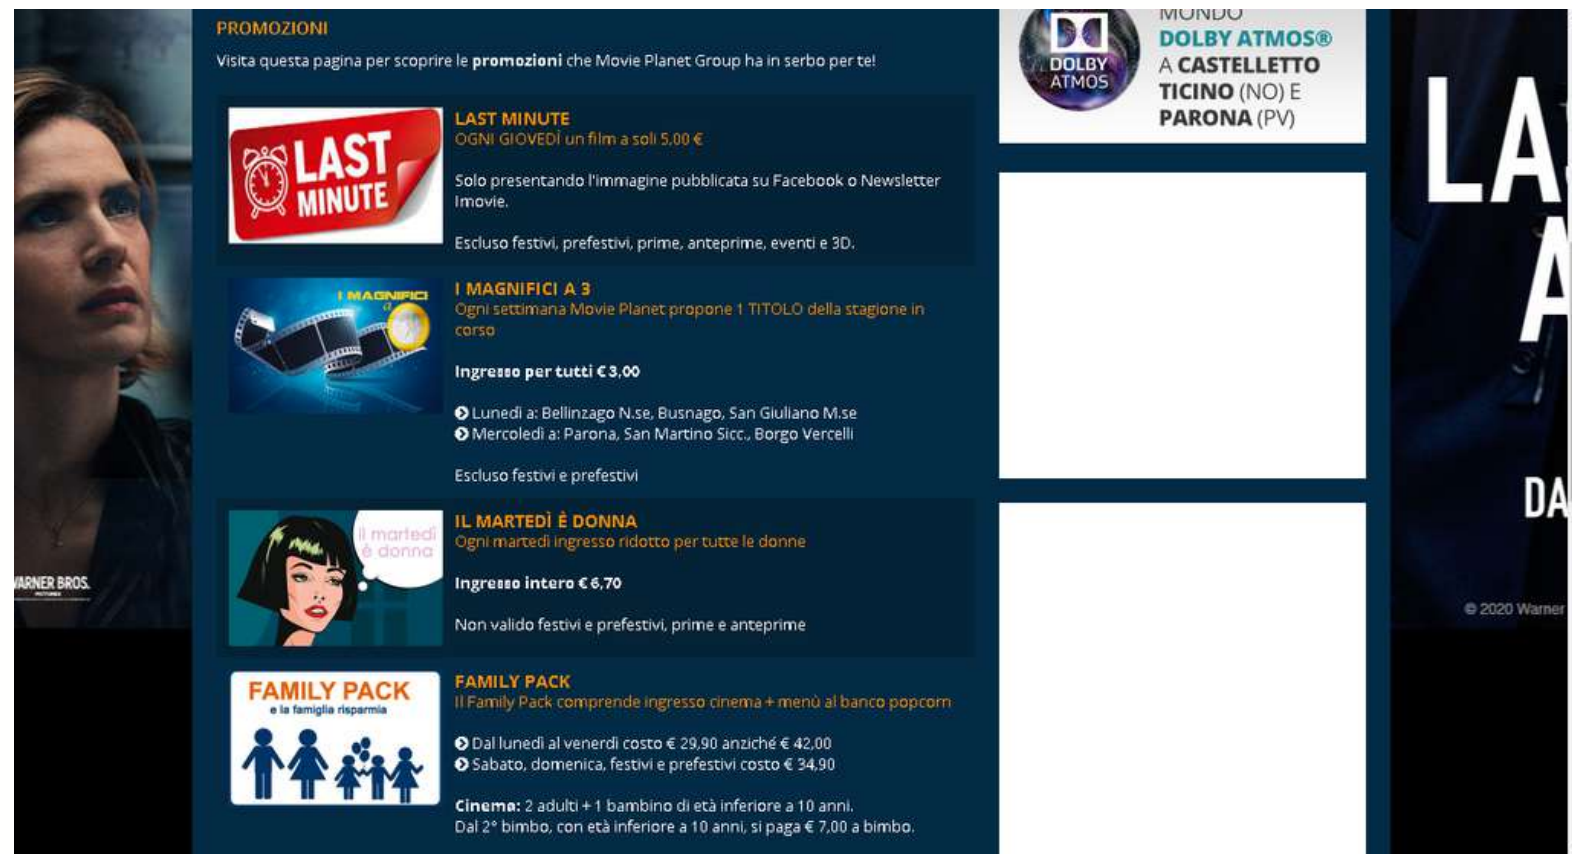 PROMOZIONI
Visita questa pagina per scoprire le promozioni che Movie Planet Group ha in serbo per te!
LAST
MINUTE
LAST MINUTE
OGNI GIOVEDÌ un film a soli 5,00 €
Solo presentando l'immagine pubblicata su Facebook o Newsletter
Imovie.
Escluso festivi, prefestivi, prime, anteprime, eventi e 3D.
I MAGNIFICI
a
I MAGNIFICI A 3
Ogni settimana Movie Planet propone 1 TITOLO della stagione in
corso
Ingresso per tutti € 3,00
Lunedì a: Bellinzago N.se, Busnago, San Giuliano M.se
Mercoledì a: Parona, San Martino Sicc., Borgo Vercelli
Escluso festivi e prefestivi
il martedì
è donna
IL MARTEDÌ È DONNA
Ogni martedì ingresso ridotto per tutte le donne
Ingresso intero € 6,70
Non valido festivi e prefestivi, prime e anteprime
FAMILY PACK
e la famiglia risparmia
FAMILY PACK
Il Family Pack comprende ingresso cinema + menù al banco popcorn
Dal lunedì al venerdì costo € 29,90 anziché € 42,00
Sabato, domenica, festivi e prefestivi costo € 34,90
Cinema: 2 adulti + 1 bambino di età inferiore a 10 anni.
Dal 2° bimbo, con età inferiore a 10 anni, si paga € 7,00 a bimbo.
DOLBY
ATMOS
MONDO
DOLBY ATMOS®
A CASTELLETTO
TICINO (NO) E
PARONA (PV)
WARNER BROS.
LA
A
DA
© 2020 Warner